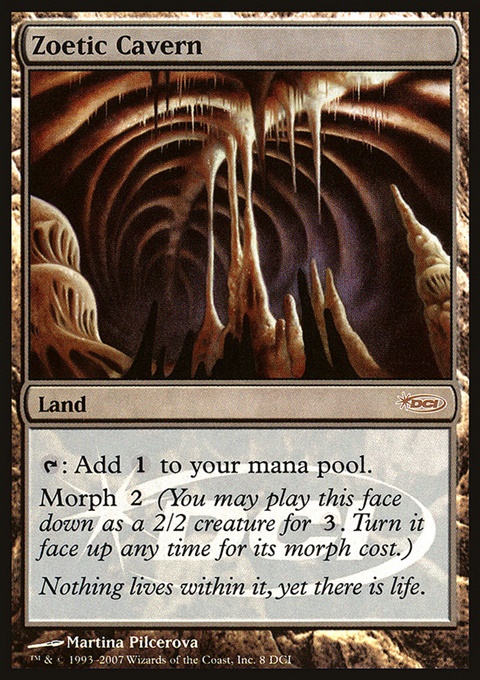 Zoetic Cavern
Land
DCI
: Add 1 to your mana pool.
Morph 2 (You may play this face
down as a 2/2 creature for 3. Turn it
face up any time for its morph cost.)
DCI
Nothing lives within it, yet there is life.
Martina Pilcerova
™ & © 1993-2007 Wizards of the Coast, Inc. 8 DCI